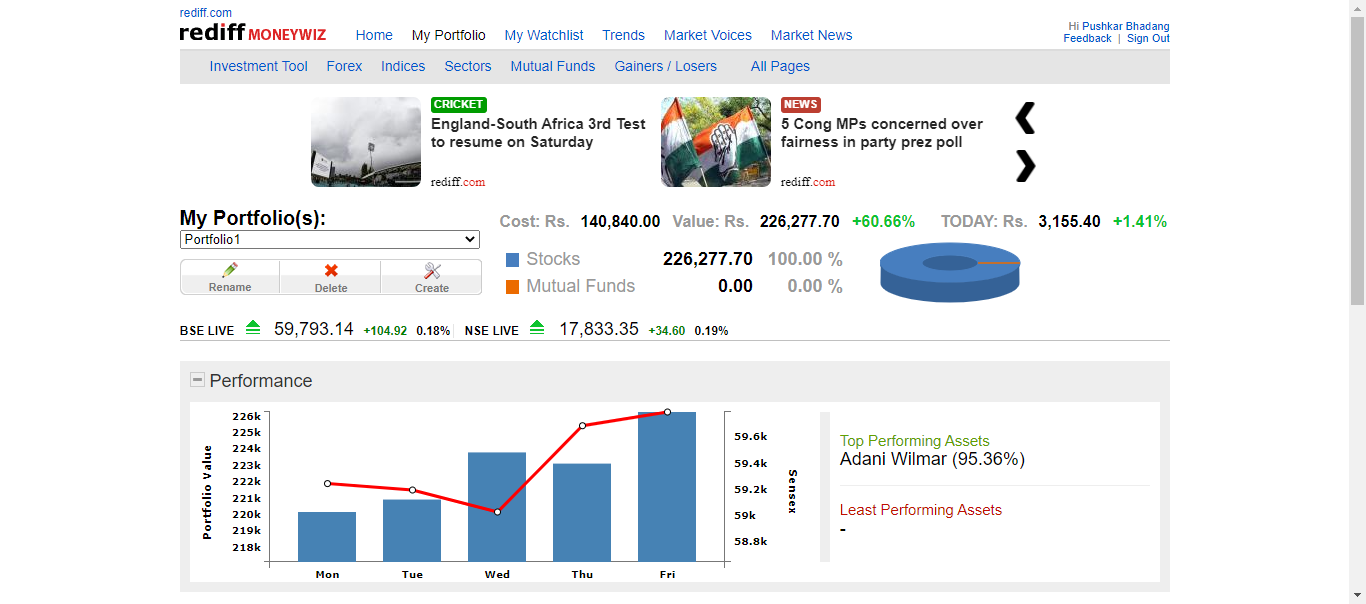 rediff.com
rediff MONEYWIZ
Home My Portfolio My Watchlist Trends Market Voices Market News
Hi Pushkar Bhadang
Feedback | Sign Out
Investment Tool Forex Indices Sectors Mutual Funds Gainers / Losers All Pages
CRICKET
England-South Africa 3rd Test
to resume on Saturday
rediff.com
NEWS
5 Cong MPs concerned over
fairness in party prez poll
rediff.com
My Portfolio(s):
Portfolio1
Rename Delete Create
Cost: Rs. 140,840.00 Value: Rs. 226,277.70 +60.66% TODAY: Rs. 3,155.40 +1.41%
Stocks 226,277.70 100.00 %
Mutual Funds 0.00 0.00 %
BSE LIVE 59,793.14 +104.92 0.18% NSE LIVE 17,833.35 +34.60 0.19%
Performance
Portfolio Value
226k
225k
224k
223k
222k
221k
220k
219k
218k
Mon Tue Wed Thu Fri
59.6k
59.4k
59.2k
59k
58.8k
Sensex
Top Performing Assets
Adani Wilmar (95.36%)
Least Performing Assets
-